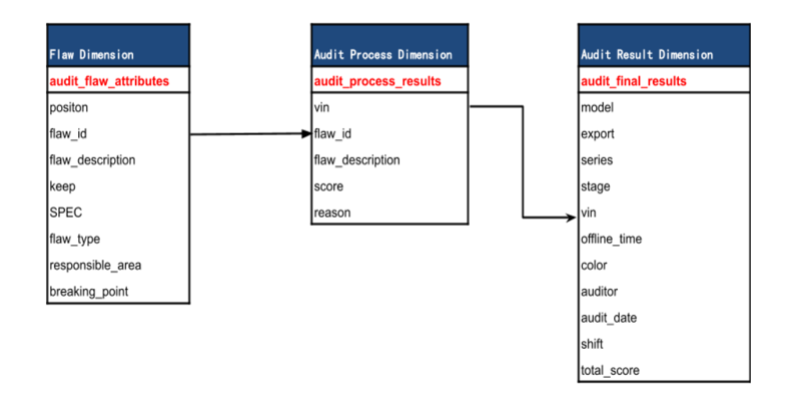 Flaw Dimension
audit_flaw_attributes
positon
flaw_id
flaw_description
keep
SPEC
flaw_type
responsible_area
breaking_point
Audit Process Dimension
audit_process_results
vin
flaw_id
flaw_description
score
reason
Audit Result Dimension
audit_final_results
model
export
series
stage
vin
offline_time
color
auditor
audit_date
shift
total_score